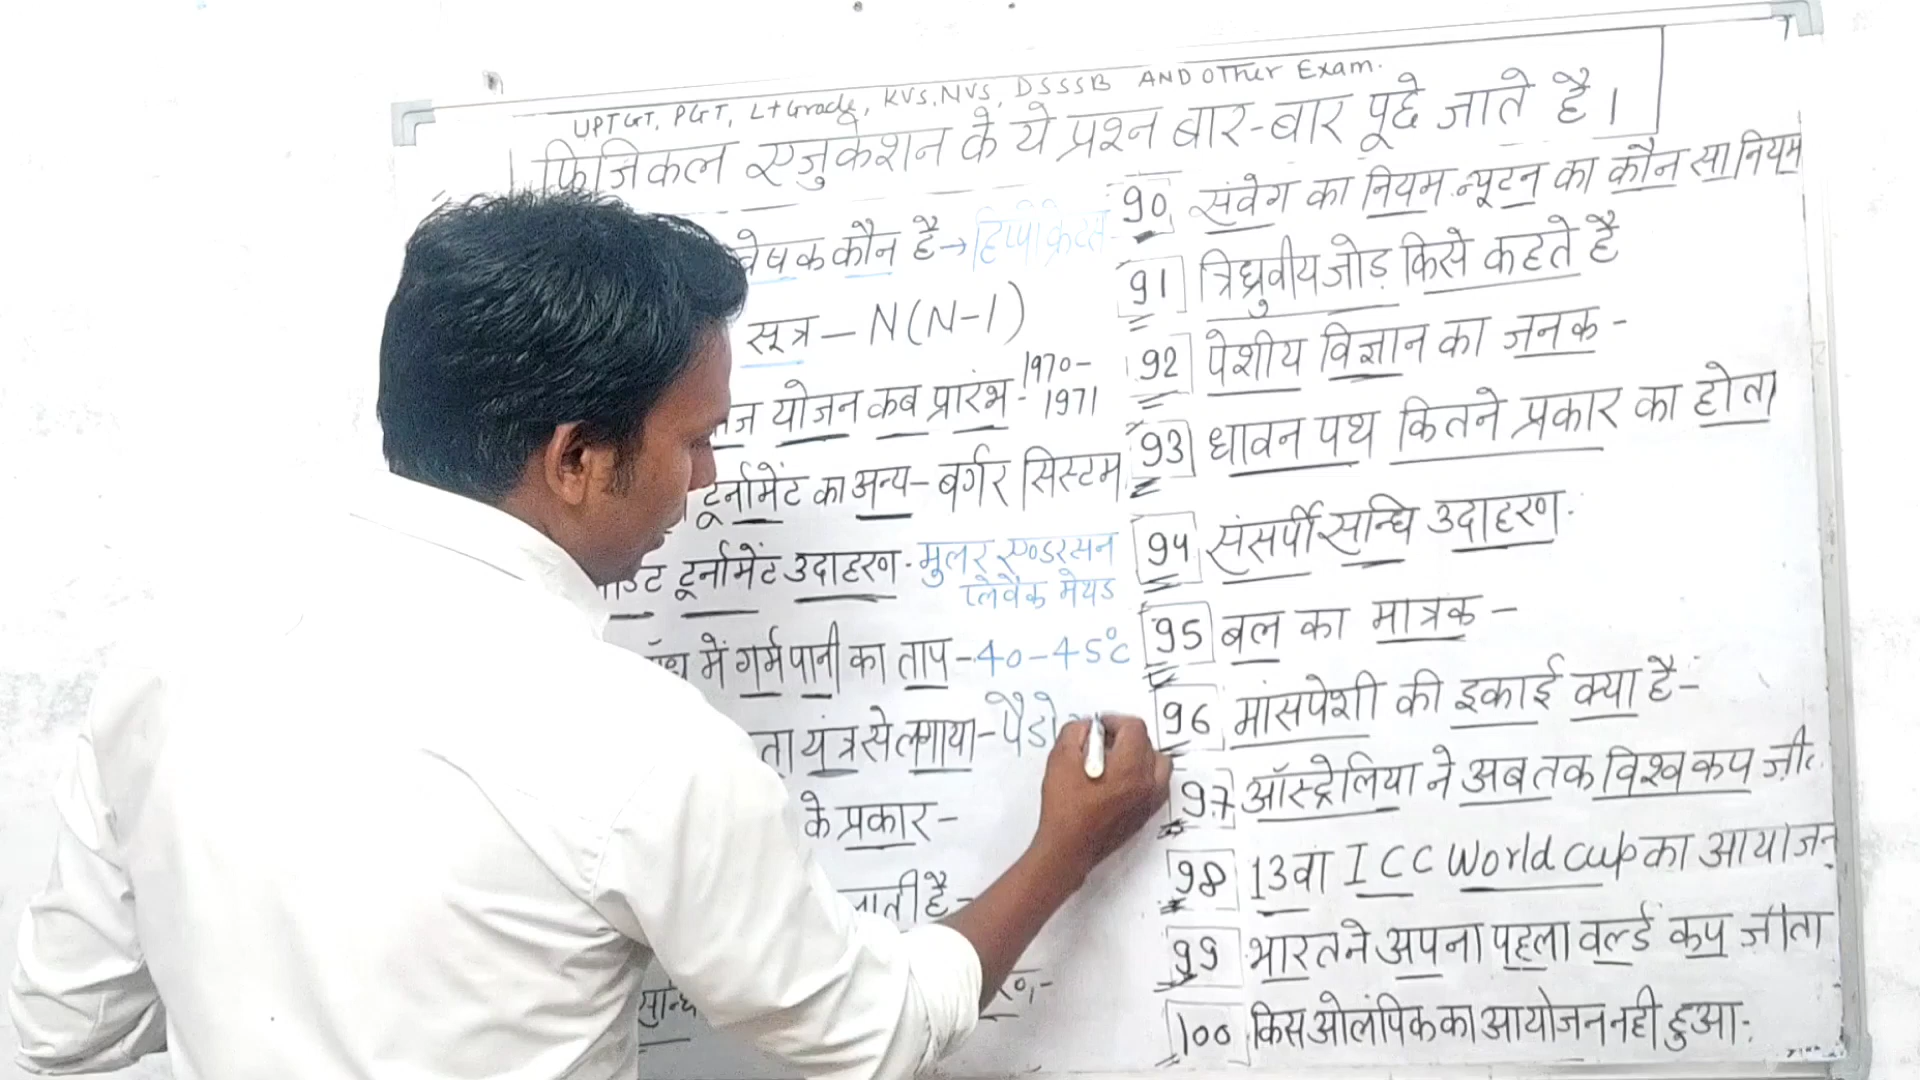 UPTGT, PGT, Lt Grade, KVS, NVS, DSSSB AND OTHer Exam.
फिजिकल एजुकेशन के ये प्रश्न बार-बार पूछे जाते है।
कौन है→
सूत्र – N(N-1)
योजन कब प्रारंभ - 1970-1971
टूर्नामेंट का अन्य – बर्गर सिस्टम
टूर्नामेंट उदाहरण - मुलर एण्डरसन
में गर्म पानी का ताप – 40-45°C
यंत्र से लगाया –
के प्रकार –
90 संवेग का नियम न्यूटन का कौन सा नियम
91 त्रिध्रुवीय जोड़ किसे कहते है
92 पेशीय विज्ञान का जनक -
93 धावन पथ कितने प्रकार का होता
94 संसर्पी सन्धि उदाहरण.
95 बल का मात्रक –
96 मांसपेशी की इकाई क्या है-
97 ऑस्ट्रेलिया ने अब तक विश्व कप
98 13वा ICC World cup का आयोजन
99 भारत ने अपना पहला वर्ल्ड कप जीता
100 किस ओलंपिक का आयोजन नही हुआ-